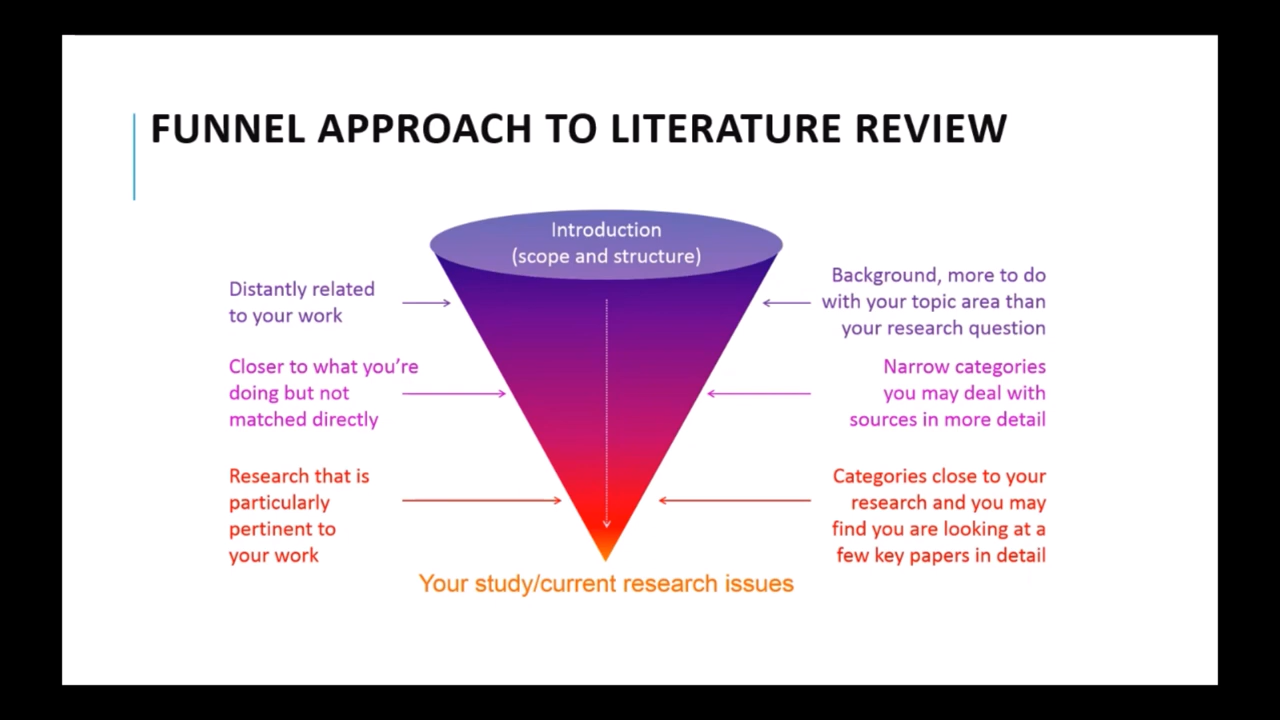 FUNNEL APPROACH TO LITERATURE REVIEW
Introduction
(scope and structure)
Distantly related
to your work
Background, more to do
with your topic area than
your research question
Closer to what you’re
doing but not
matched directly
Narrow categories
you may deal with
sources in more detail
Research that is
particularly
pertinent to
your work
Categories close to your
research and you may
find you are looking at a
few key papers in detail
Your study/current research issues